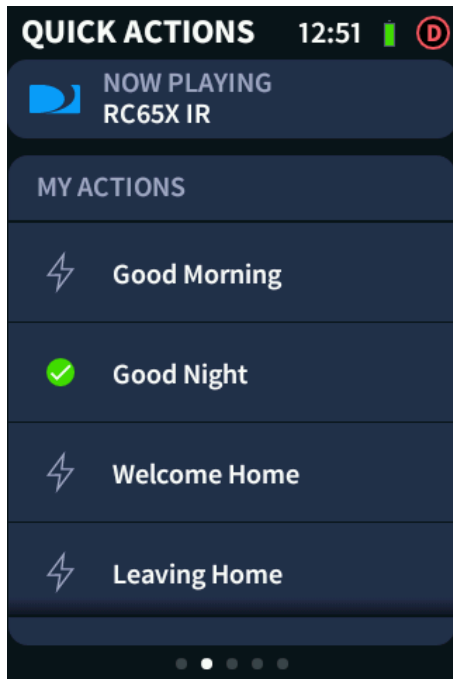 QUICK ACTIONS 12:51 D
NOW PLAYING
RC65X IR
MY ACTIONS
Good Morning
Good Night
Welcome Home
Leaving Home